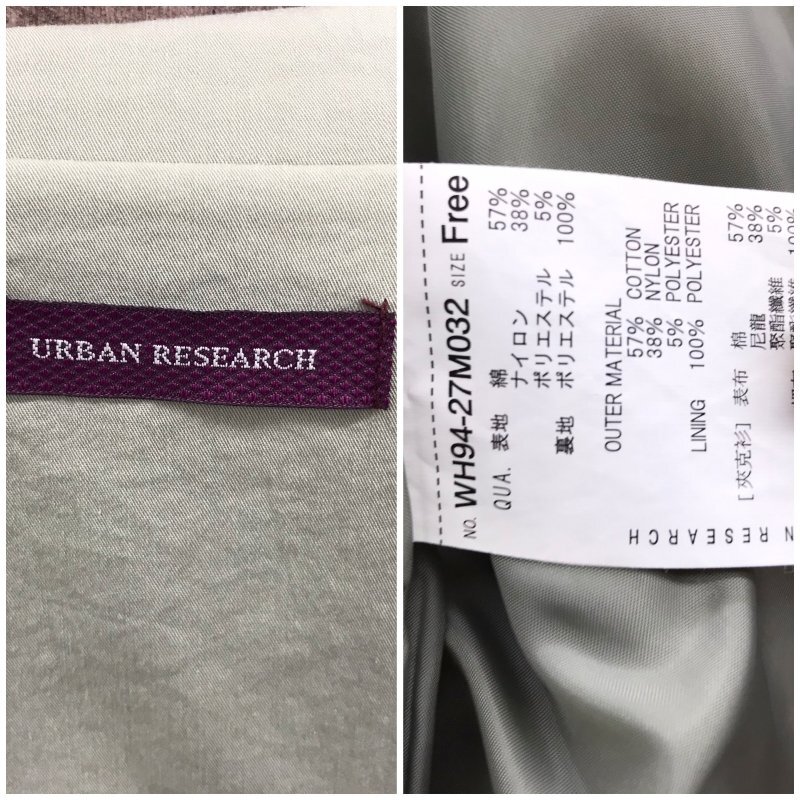 URBAN RESEARCH
NO. WH94-27M032 SIZE Free
QUA. 表地 綿 57%
ナイロン 38%
ポリエステル 5%
裏地 ポリエステル 100%
OUTER MATERIAL
57% COTTON
38% NYLON
5% POLYESTER
LINING 100% POLYESTER
[夾克衫] 表布 棉 57%
尼龍 38%
聚酯纖維 5%
100%
RESEARCH